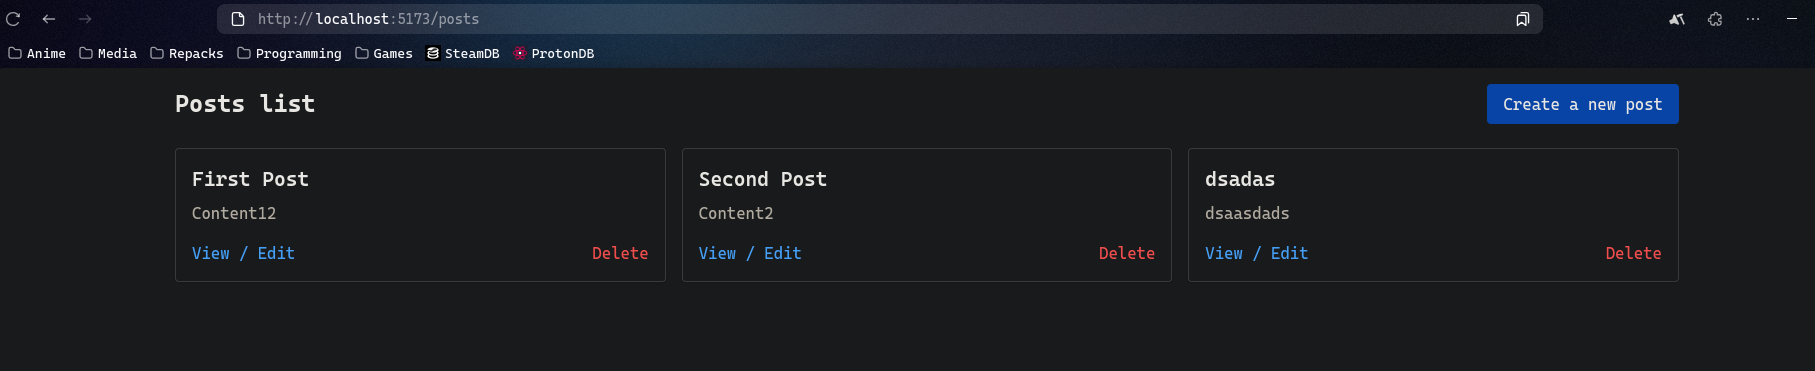 http://localhost:5173/posts
Anime Media Repacks Programming Games SteamDB ProtonDB
Posts list
Create a new post
First Post
Content12
View / Edit Delete
Second Post
Content2
View / Edit Delete
dsadas
dsaasdads
View / Edit Delete